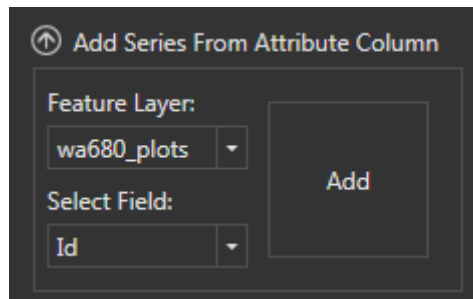 Add Series From Attribute Column
Feature Layer:
wa680_plots
Select Field:
Id
Add